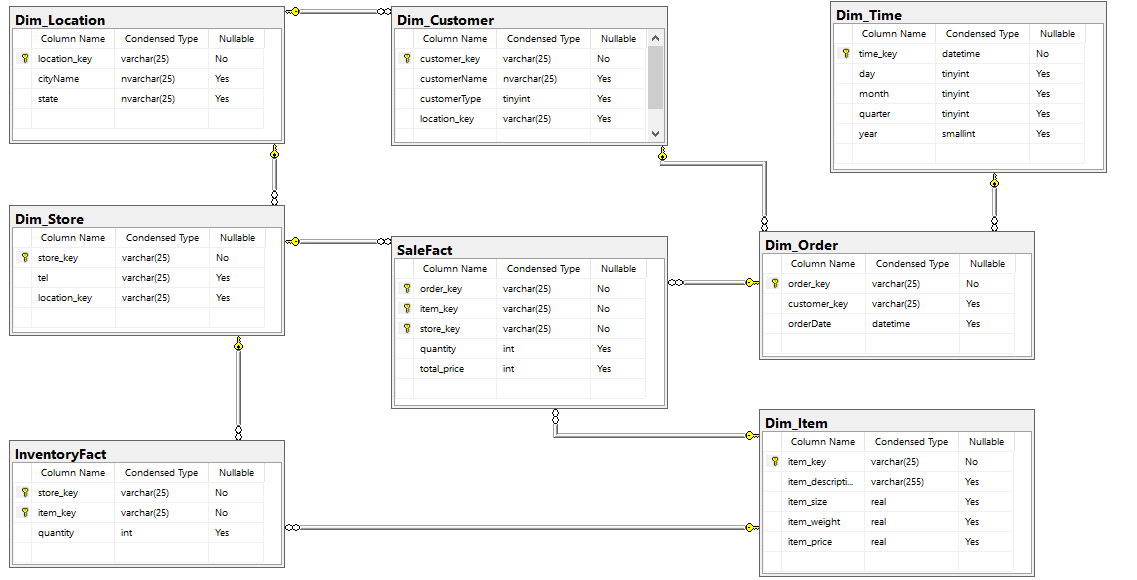 Dim_Location
Column Name Condensed Type Nullable
location_key varchar(25) No
cityName nvarchar(25) Yes
state nvarchar(25) Yes
Dim_Customer
Column Name Condensed Type Nullable
customer_key varchar(25) No
customerName nvarchar(25) Yes
customerType tinyint Yes
location_key varchar(25) Yes
Dim_Time
Column Name Condensed Type Nullable
time_key datetime No
day tinyint Yes
month tinyint Yes
quarter tinyint Yes
year smallint Yes
Dim_Store
Column Name Condensed Type Nullable
store_key varchar(25) No
tel varchar(25) Yes
location_key varchar(25) Yes
SaleFact
Column Name Condensed Type Nullable
order_key varchar(25) No
item_key varchar(25) No
store_key varchar(25) No
quantity int Yes
total_price int Yes
Dim_Order
Column Name Condensed Type Nullable
order_key varchar(25) No
customer_key varchar(25) Yes
orderDate datetime Yes
InventoryFact
Column Name Condensed Type Nullable
store_key varchar(25) No
item_key varchar(25) No
quantity int Yes
Dim_Item
Column Name Condensed Type Nullable
item_key varchar(25) No
item_descripti... varchar(255) Yes
item_size real Yes
item_weight real Yes
item_price real Yes